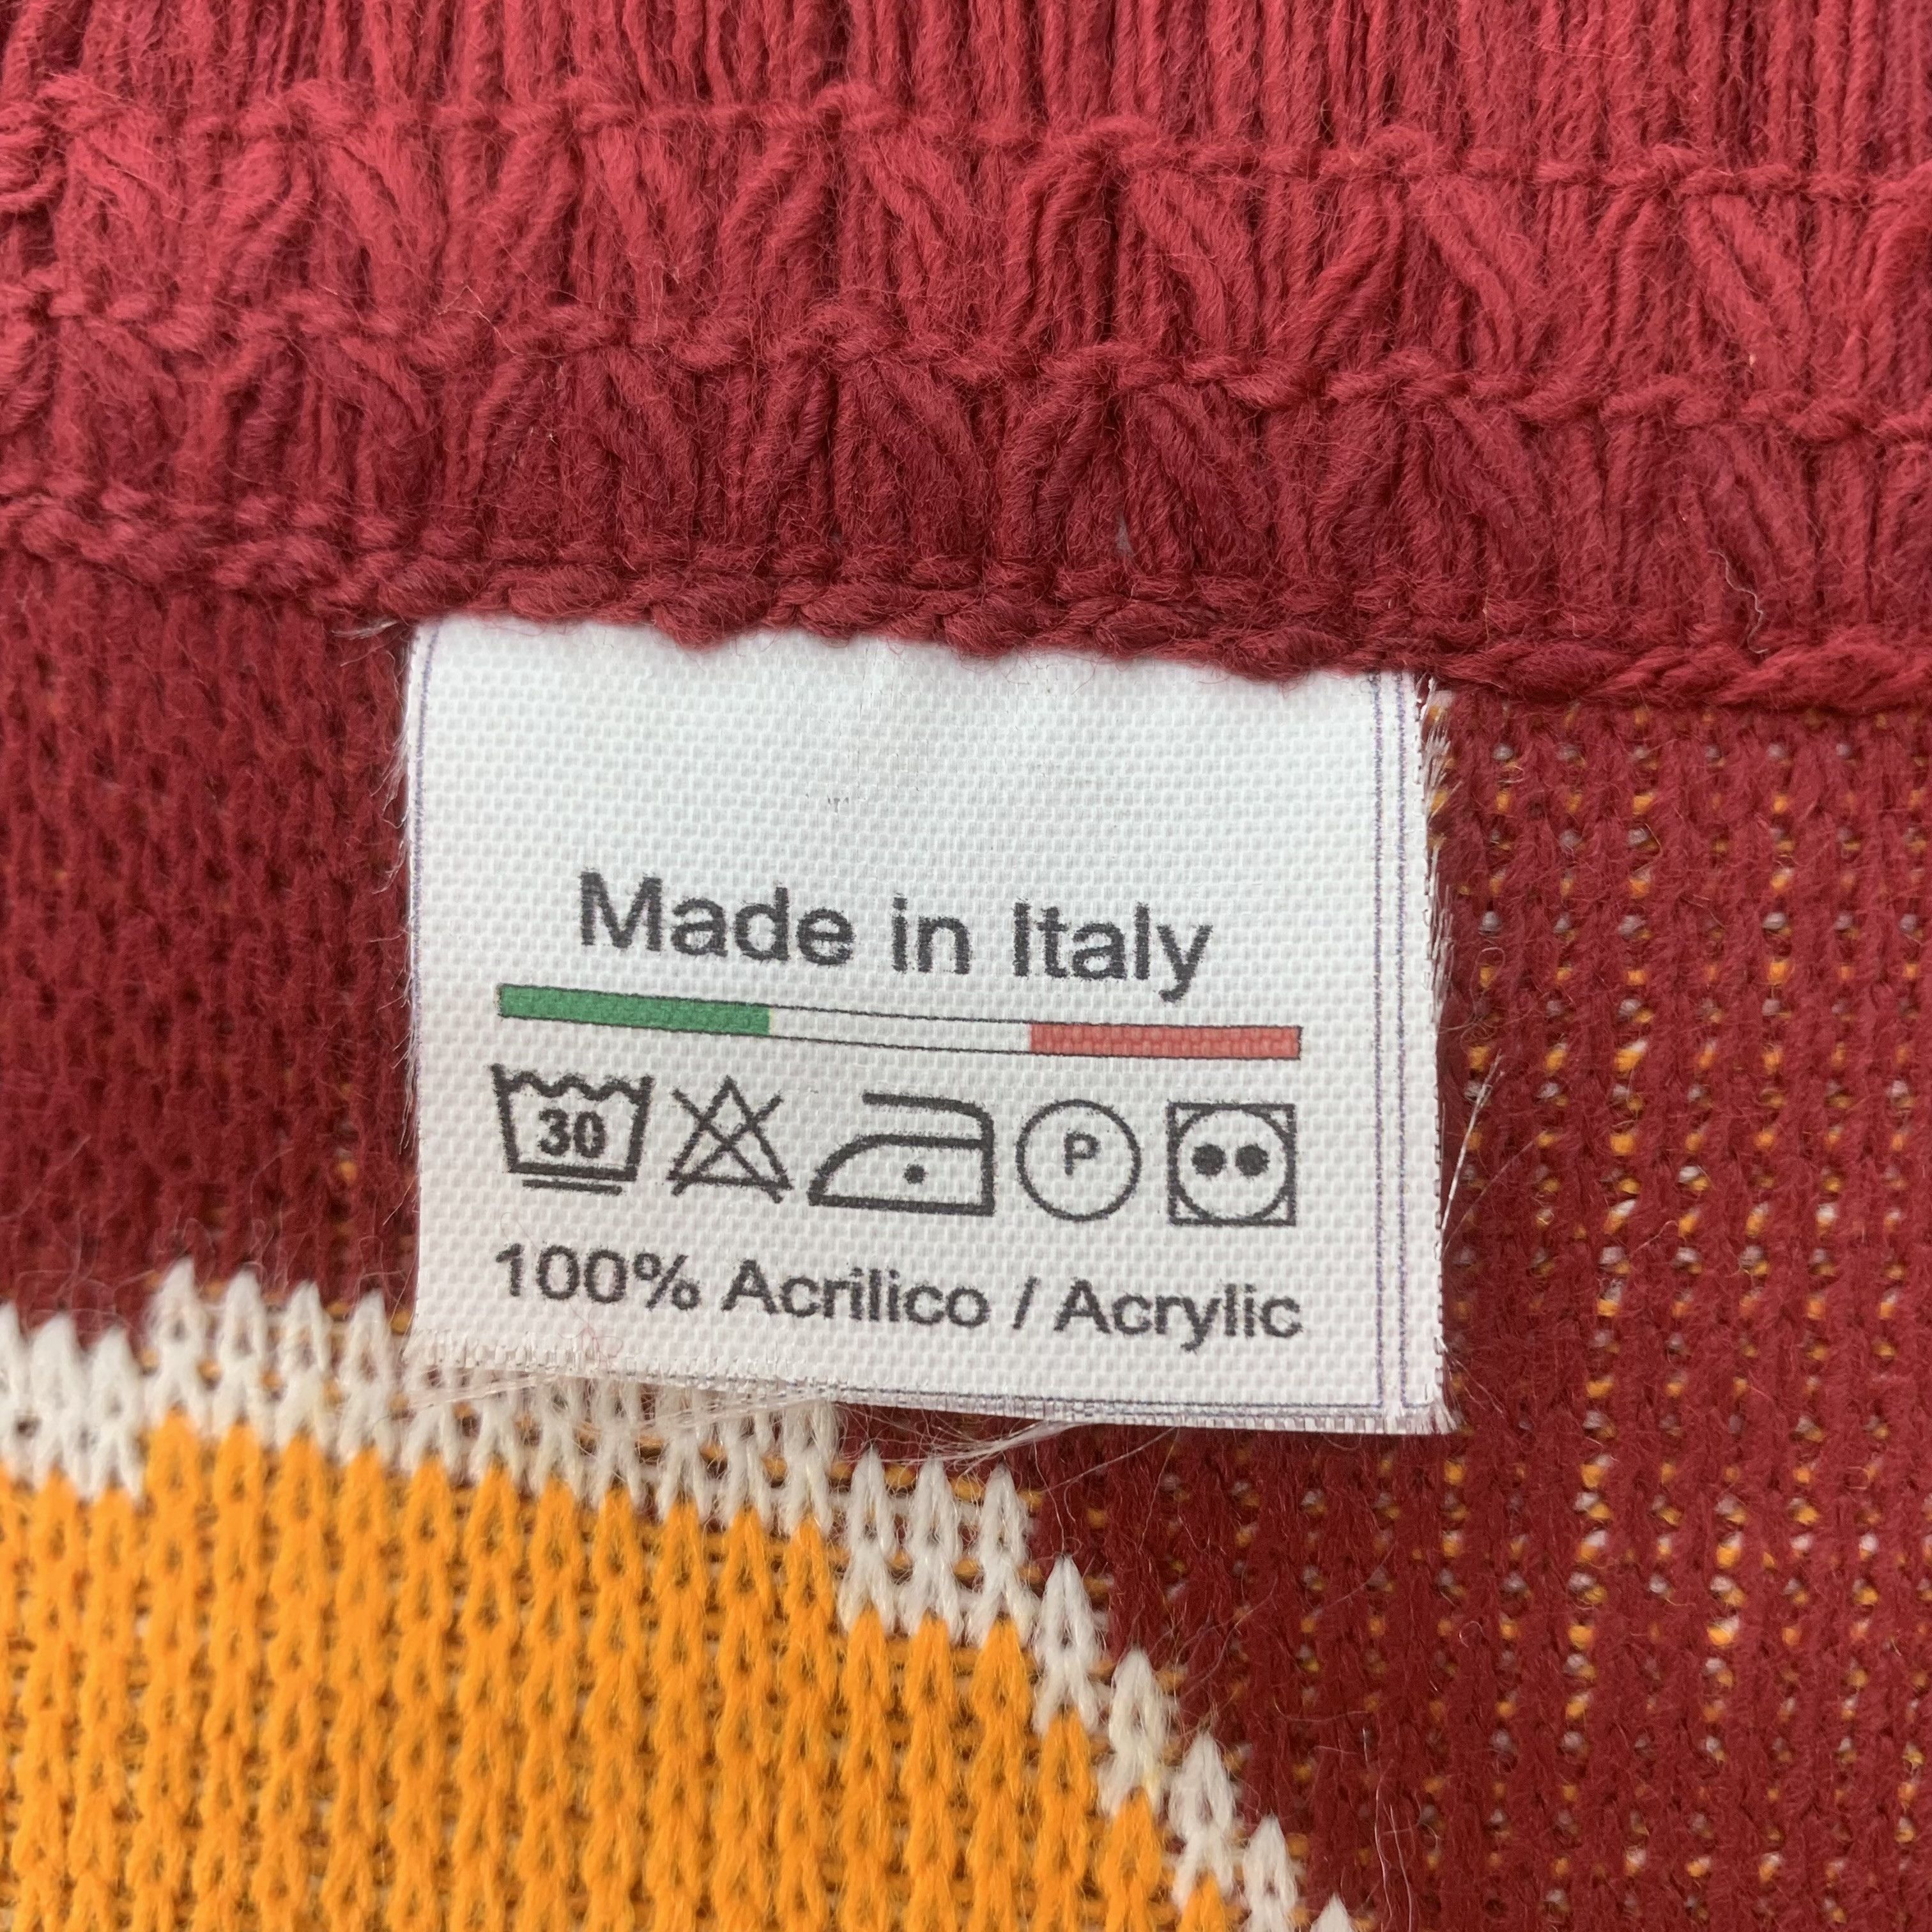 Made in Italy
30
P
100% Acrilico / Acrylic